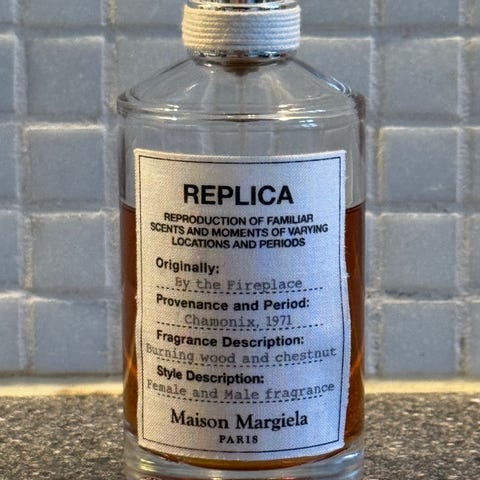 REPLICA
REPRODUCTION OF FAMILIAR
SCENTS AND MOMENTS OF VARYING
LOCATIONS AND PERIODS
Originally:
By the Fireplace
Provenance and Period:
Chamonix, 1971
Fragrance Description:
Burning wood and chestnut
Style Description:
Female and Male fragrance
Maison Margiela
PARIS